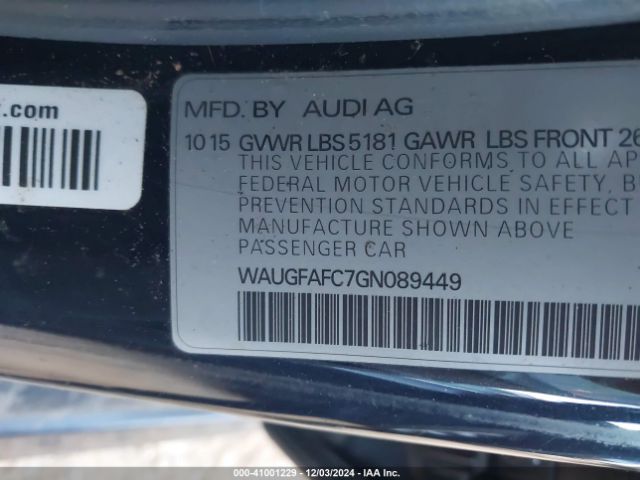 r.com
MFD. BY AUDI AG
10 15 GVWR LBS 5181 GAWR LBS FRONT 26
THIS VEHICLE CONFORMS TO ALL AP
FEDERAL MOTOR VEHICLE SAFETY, B
PREVENTION STANDARDS IN EFFECT
MANUFACTURE SHOWN ABOVE
PASSENGER CAR
WAUGFAFC7GN089449
000-41001229 - 12/03/2024 - IAA Inc.